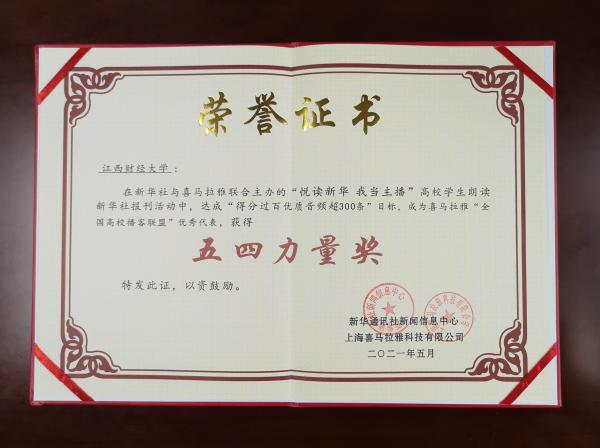 荣誉证书
江西财经大学：
在新华社与喜马拉雅联合主办的“悦读新华 我当主播”高校学生朗读
新华社报刊活动中，达成“得分过百优质音频超300条”目标，成为喜马拉雅“全
国高校播客联盟”优秀代表，获得
五四力量奖
特发此证，以资鼓励。
新华通讯社新闻信息中心
上海喜马拉雅科技有限公司
二〇二一年五月